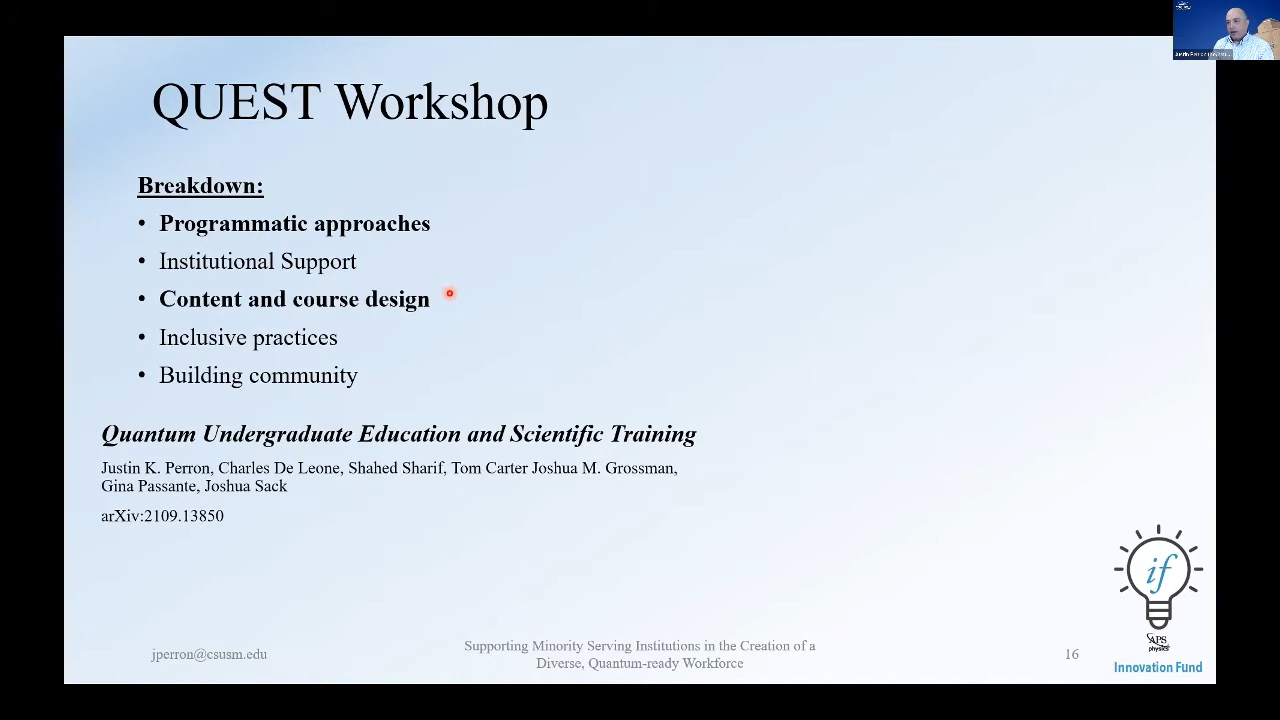 QUEST Workshop
Breakdown:
• Programmatic approaches
• Institutional Support
• Content and course design
• Inclusive practices
• Building community
Quantum Undergraduate Education and Scientific Training
Justin K. Perron, Charles De Leone, Shahed Sharif, Tom Carter Joshua M. Grossman,
Gina Passante, Joshua Sack
arXiv:2109.13850
jperron@csusm.edu
Supporting Minority Serving Institutions in the Creation of a
Diverse, Quantum-ready Workforce
16
if
APS
physics
Innovation Fund
Justin Perron